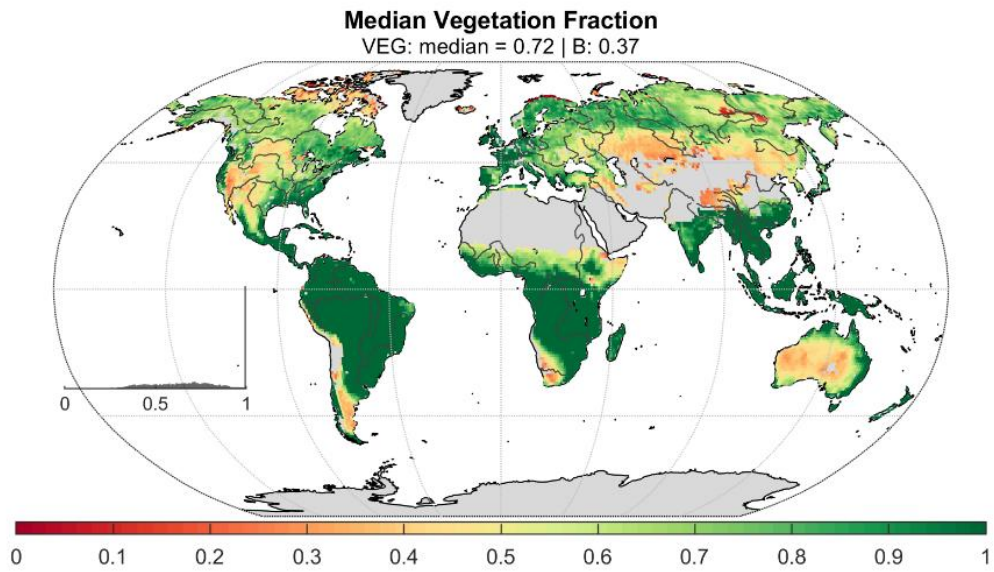 Median Vegetation Fraction
VEG: median = 0.72 | B: 0.37
0 0.5 1
0 0.1 0.2 0.3 0.4 0.5 0.6 0.7 0.8 0.9 1